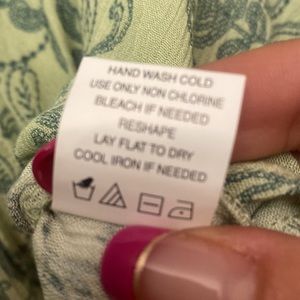 HAND WASH COLD
USE ONLY NON CHLORINE
BLEACH IF NEEDED
RESHAPE
LAY FLAT TO DRY
COOL IRON IF NEEDED